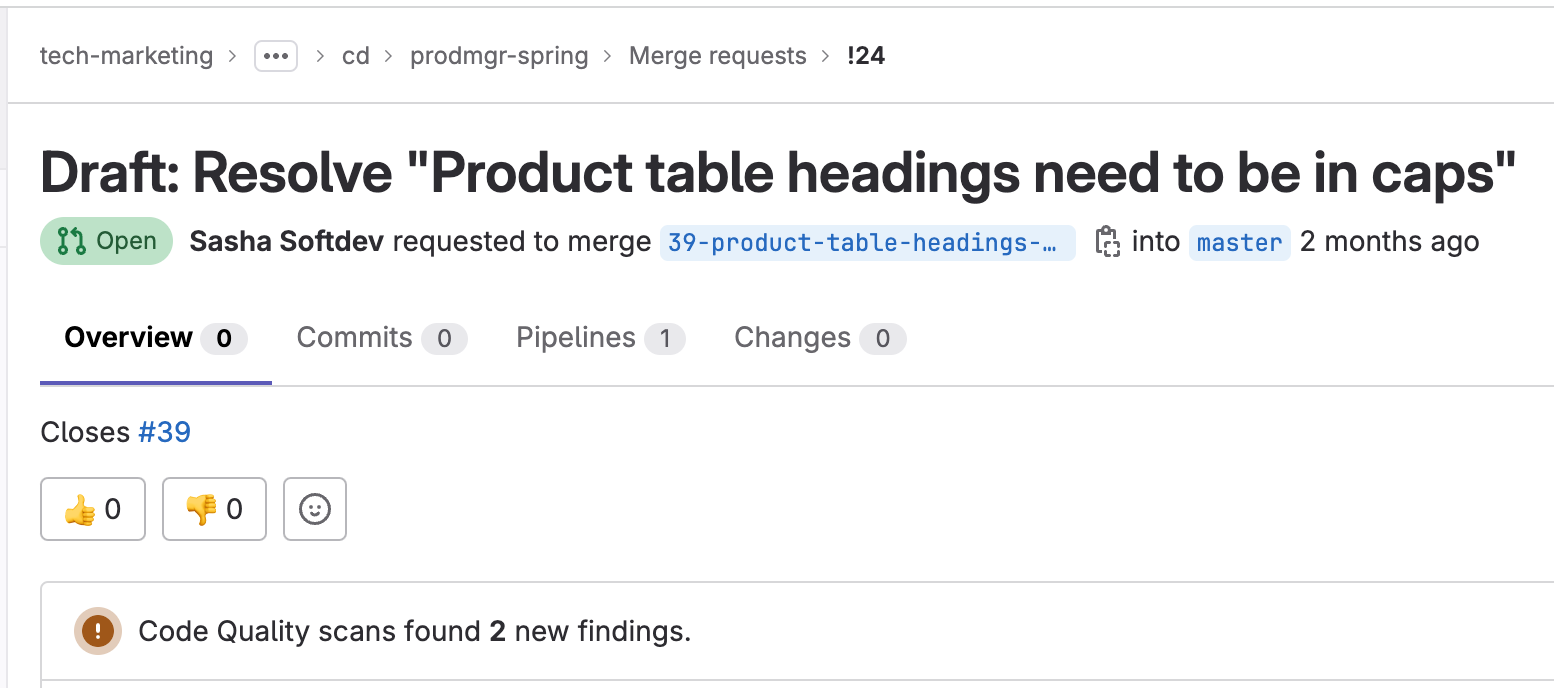 tech-marketing > ••• > cd > prodmgr-spring > Merge requests > !24
Draft: Resolve "Product table headings need to be in caps"
Open Sasha Softdev requested to merge 39-product-table-headings-… into master 2 months ago
Overview 0 Commits 0 Pipelines 1 Changes 0
Closes #39
👍 0 👎 0
Code Quality scans found 2 new findings.